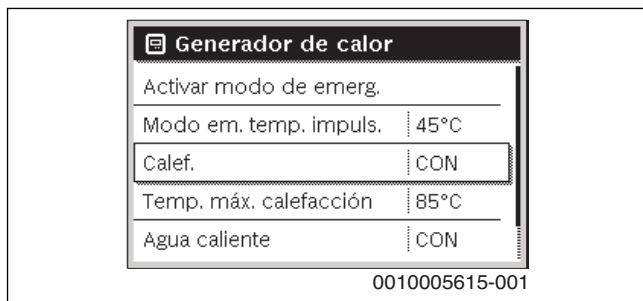 Generador de calor
Activar modo de emerg.
Modo em. temp. impuls. 45°C
Calef. CON
Temp. máx. calefacción 85°C
Agua caliente CON
0010005615-001